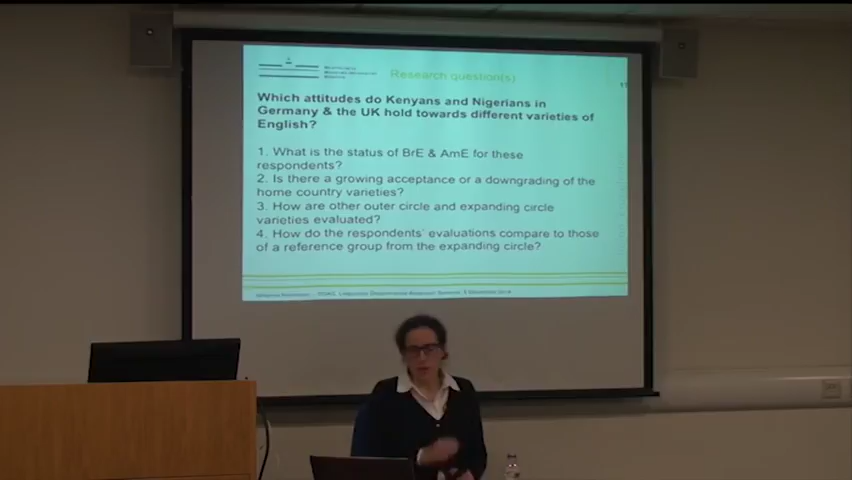 Research question(s)
Which attitudes do Kenyans and Nigerians in
Germany & the UK hold towards different varieties of
English?
1. What is the status of BrE & AmE for these
respondents?
2. Is there a growing acceptance or a downgrading of the
home country varieties?
3. How are other outer circle and expanding circle
varieties evaluated?
4. How do the respondents' evaluations compare to those
of a reference group from the expanding circle?